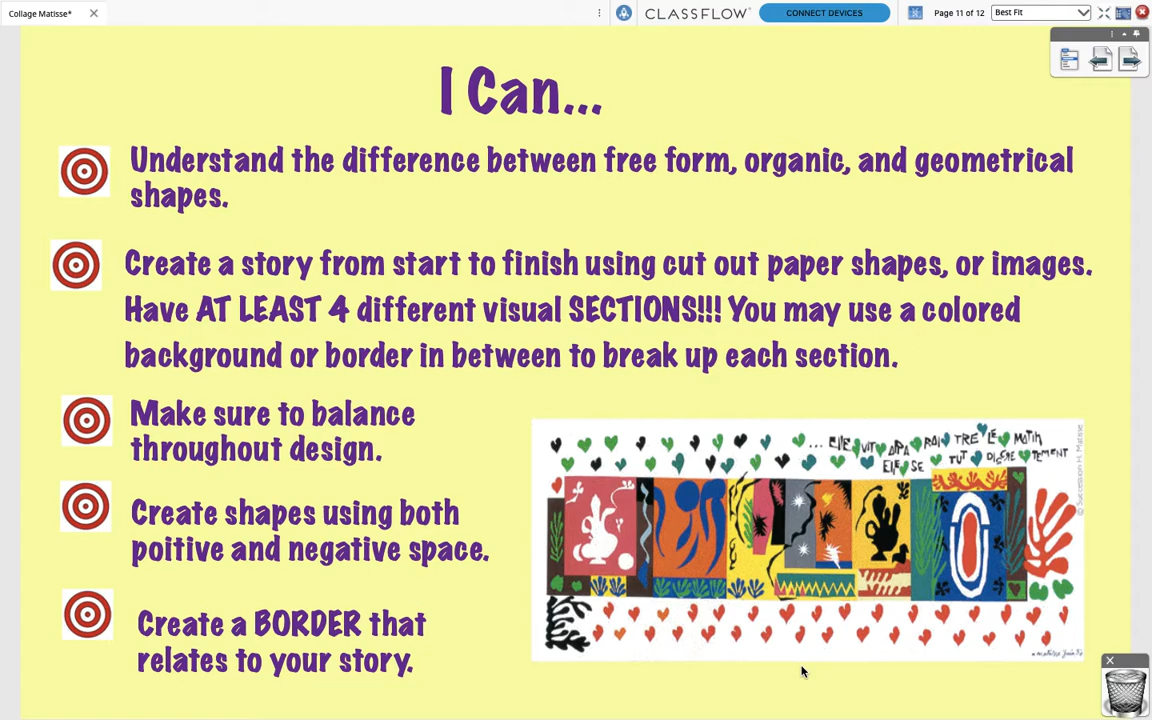 Collage Matisse*
CLASSFLOW
CONNECT DEVICES
Page 11 of 12
Best Fit
I Can...
Understand the difference between free form, organic, and geometrical
shapes.
Create a story from start to finish using cut out paper shapes, or images.
Have AT LEAST 4 different visual SECTIONS!!! You may use a colored
background or border in between to break up each section.
Make sure to balance
throughout design.
Create shapes using both
poitive and negative space.
Create a BORDER that
relates to your story.
© Succession H. Matisse